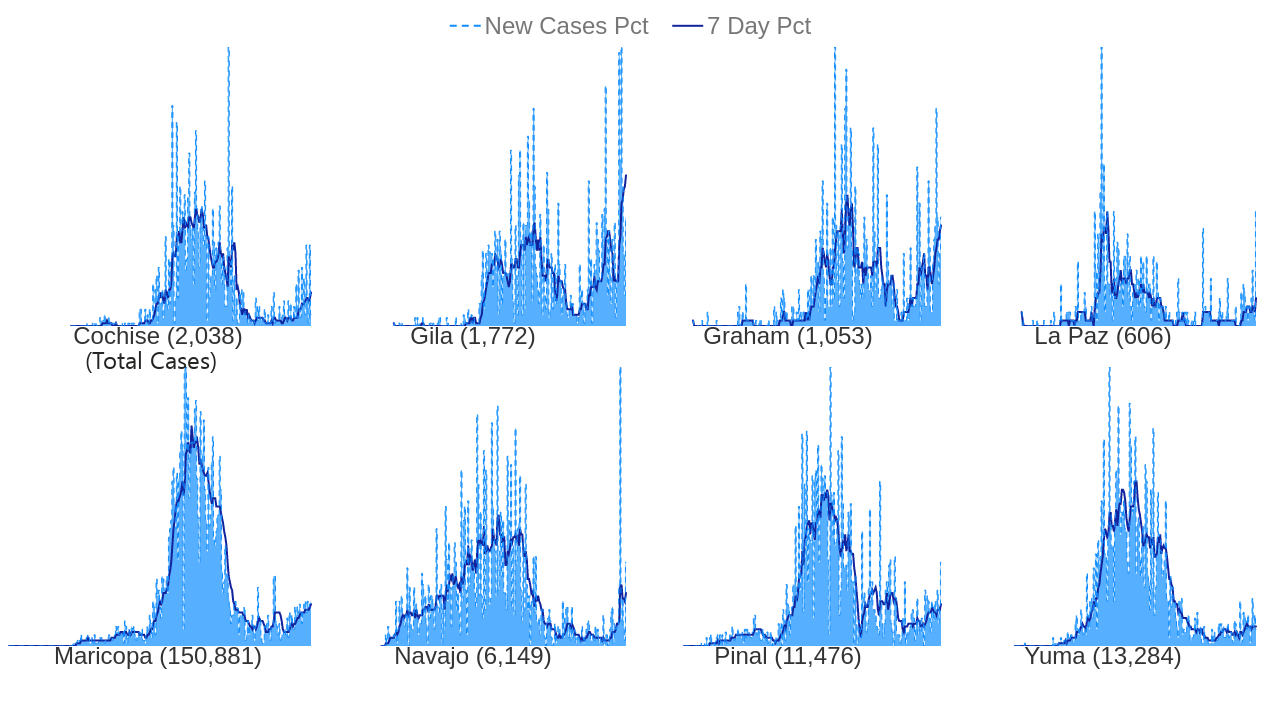 New Cases Pct 7 Day Pct
Cochise (2,038) Gila (1,772) Graham (1,053) La Paz (606)
(Total Cases)
Maricopa (150,881) Navajo (6,149) Pinal (11,476) Yuma (13,284)